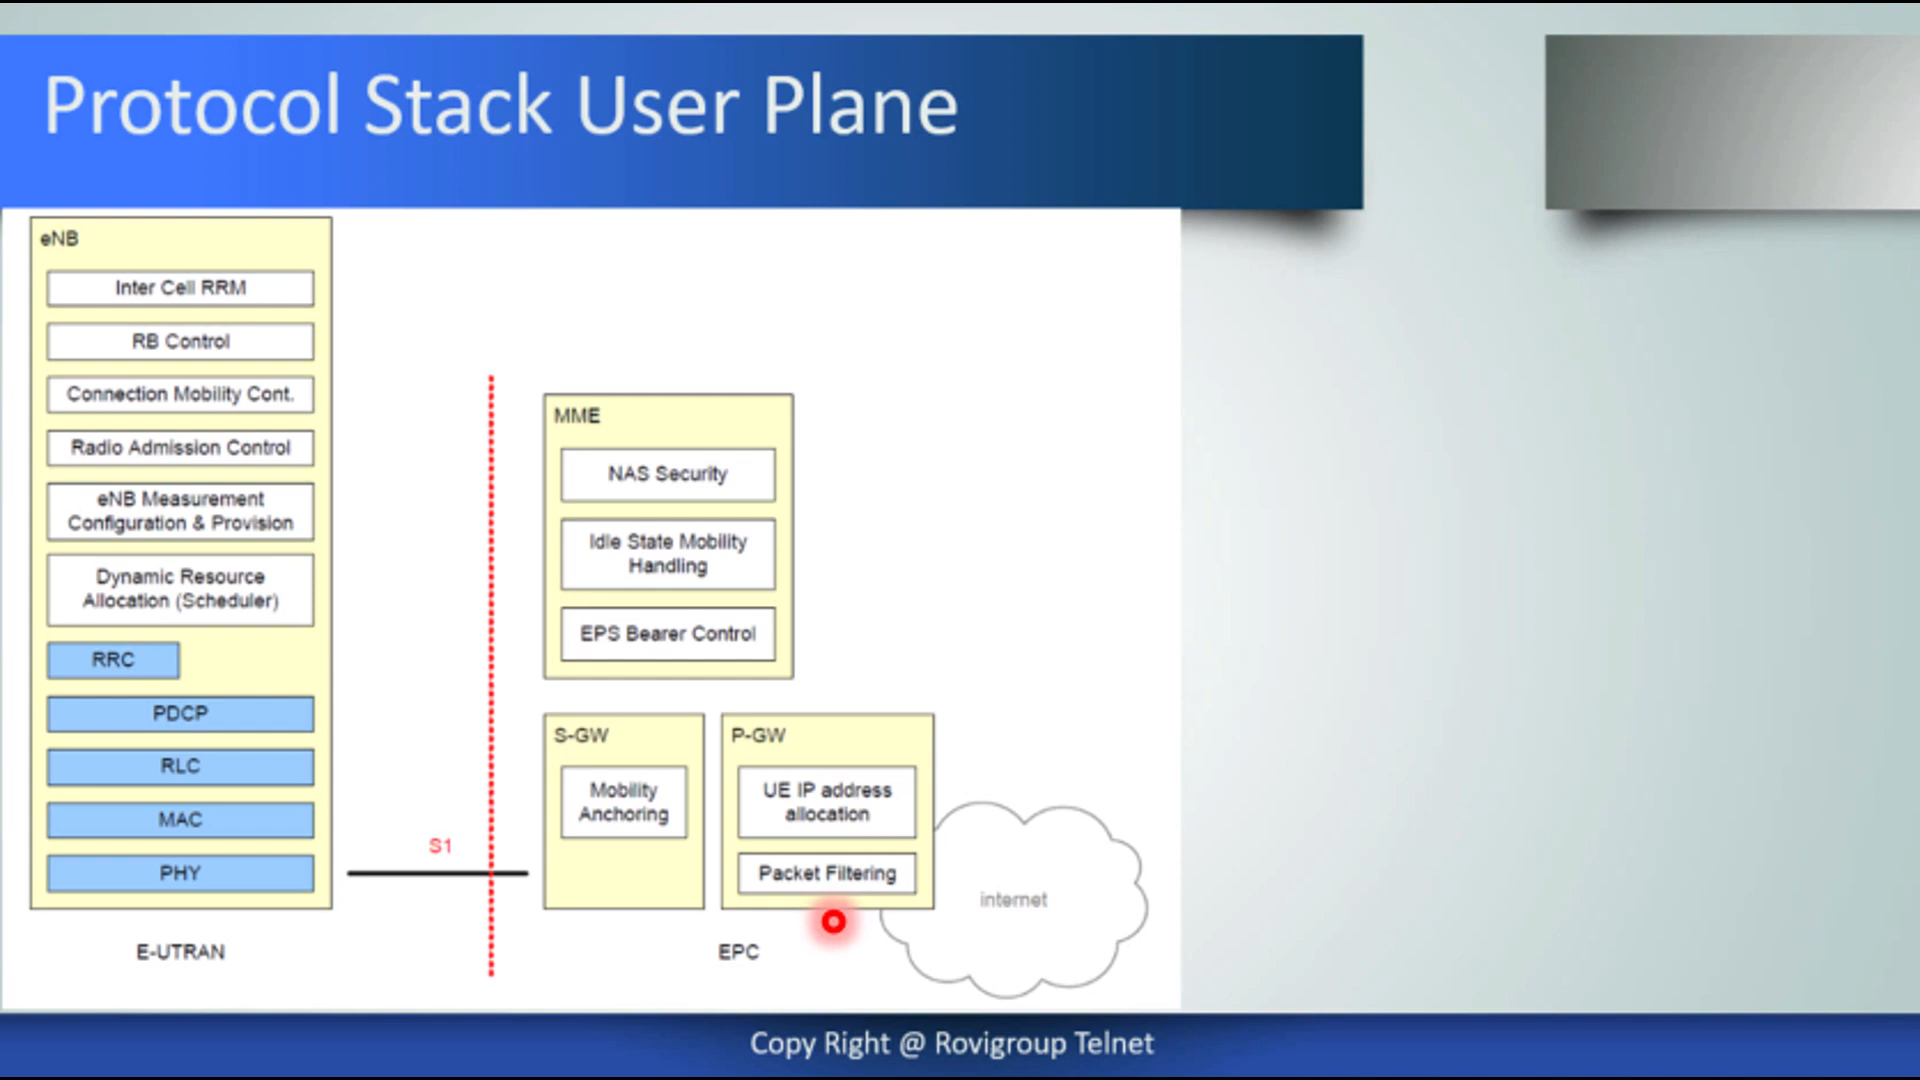 Protocol Stack User Plane
eNB
Inter Cell RRM
RB Control
Connection Mobility Cont.
Radio Admission Control
eNB Measurement
Configuration & Provision
Dynamic Resource
Allocation (Scheduler)
RRC
PDCP
RLC
MAC
PHY
E-UTRAN
S1
MME
NAS Security
Idle State Mobility
Handling
EPS Bearer Control
S-GW
Mobility
Anchoring
P-GW
UE IP address
allocation
Packet Filtering
internet
EPC
Copy Right @ Rovigroup Telnet